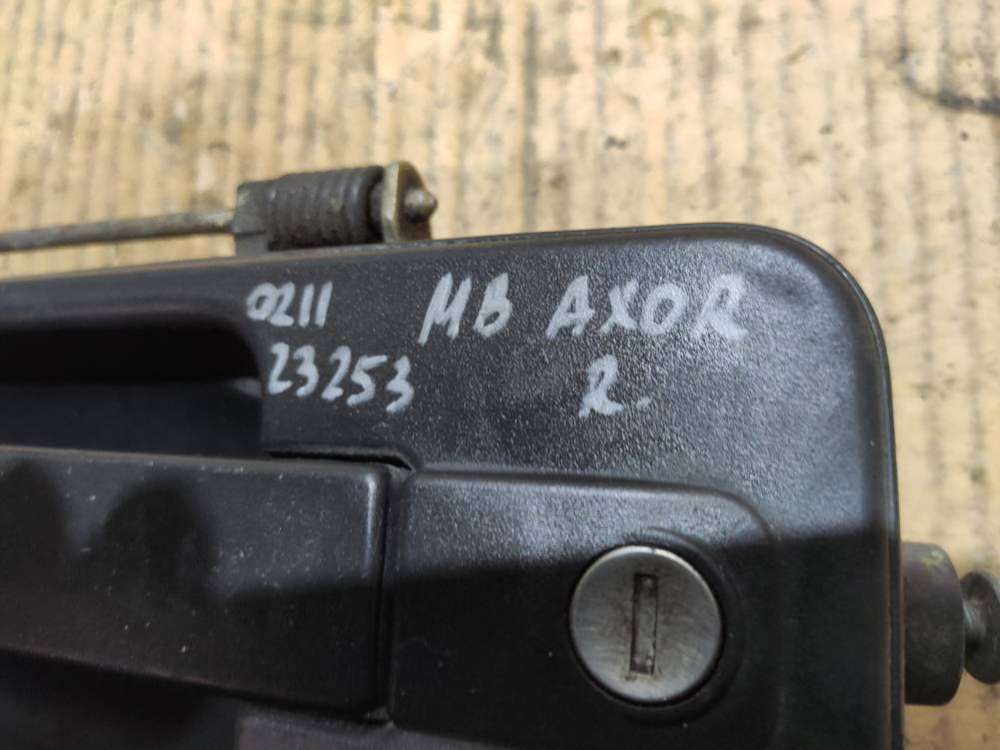 0211 MB AXOR
23253 R.